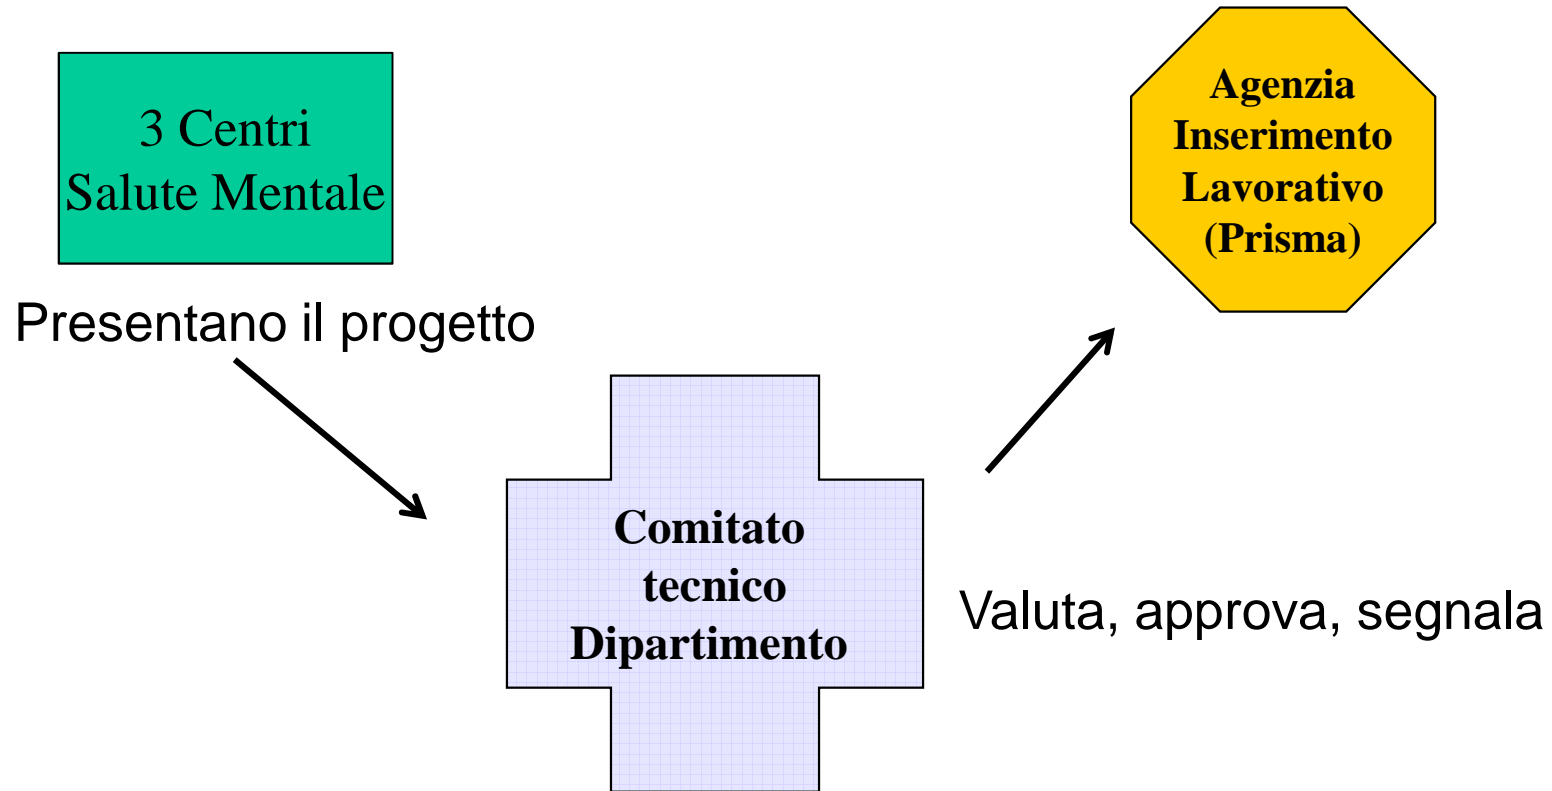 3 Centri
Salute Mentale
Presentano il progetto
Agenzia
Inserimento
Lavorativo
(Prisma)
Comitato
tecnico
Dipartimento
Valuta, approva, segnala